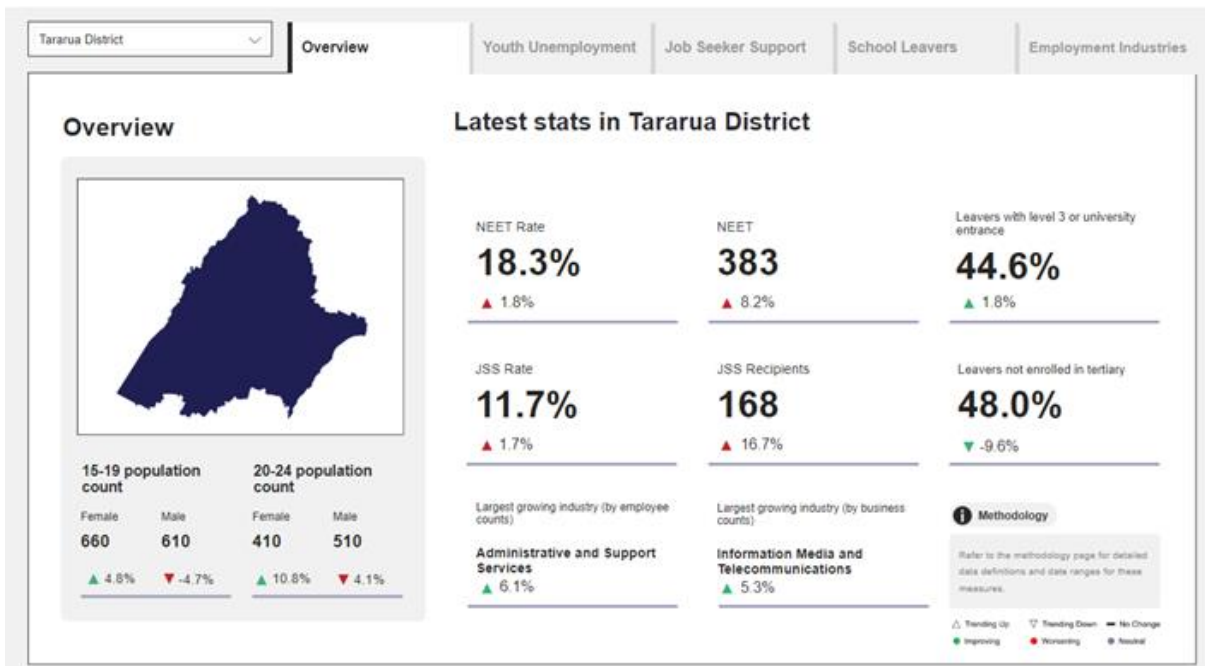 Tararua District
Overview
Youth Unemployment
Job Seeker Support
School Leavers
Employment Industries
Overview
Latest stats in Tararua District
NEET Rate
18.3%
▲ 1.8%
NEET
383
▲ 8.2%
Leavers with level 3 or university
entrance
44.6%
▲ 1.8%
JSS Rate
11.7%
▲ 1.7%
JSS Recipients
168
▲ 16.7%
Leavers not enrolled in tertiary
48.0%
▼ -9.6%
15-19 population
count
Female
660
▲ 4.8%
Male
610
▼ -4.7%
20-24 population
count
Female
410
▲ 10.8%
Male
510
▼ 4.1%
Largest growing industry (by employee
counts)
Administrative and Support
Services
▲ 6.1%
Largest growing industry (by business
counts)
Information Media and
Telecommunications
▲ 5.3%
Methodology
Refer to the methodology page for detailed
data definitions and date ranges for these
measures.
△ Trending Up ▽ Trending Down No Change
Improving Worsening Neutral